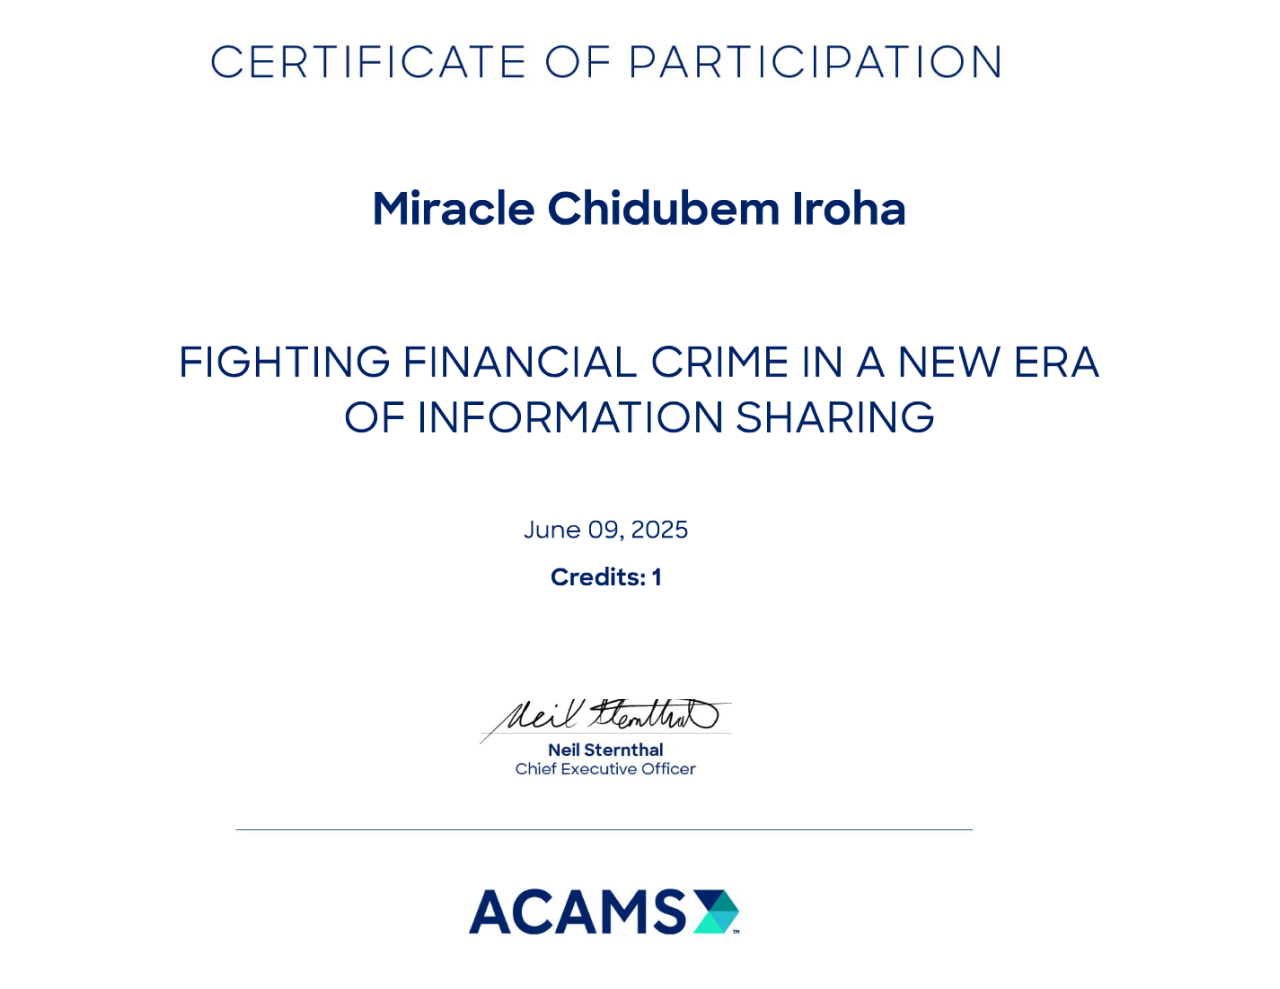 CERTIFICATE OF PARTICIPATION
Miracle Chidubem Iroha
FIGHTING FINANCIAL CRIME IN A NEW ERA
OF INFORMATION SHARING
June 09, 2025
Credits: 1
Neil Sternthal
Neil Sternthal
Chief Executive Officer
ACAMS™